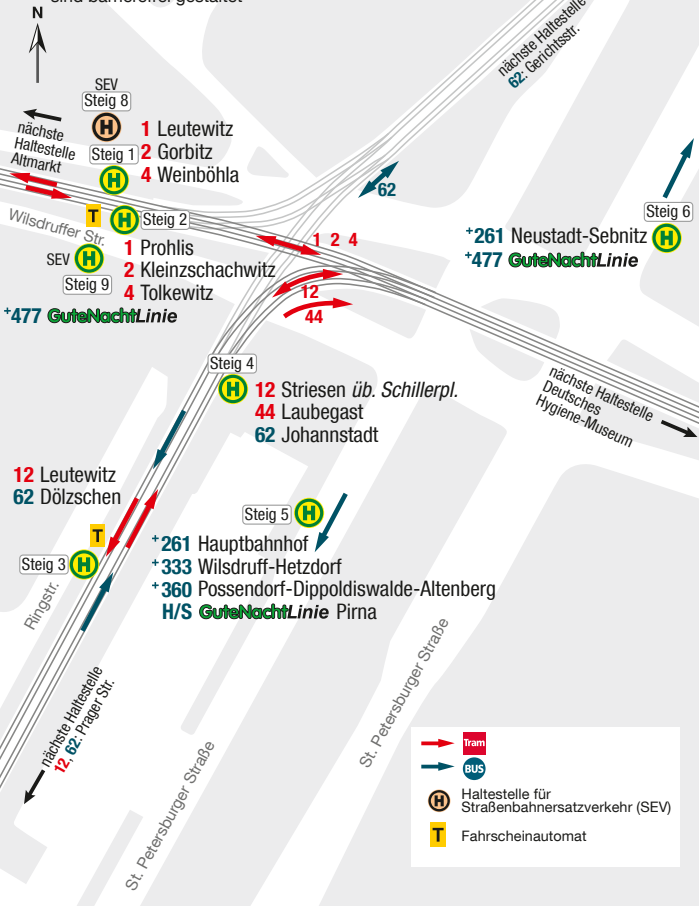 sind barrierefrei gestaltet
N
nächste Haltestelle
62: Gerichtsstr.
SEV
Steig 8
H
nächste
Haltestelle
Altmarkt
1 Leutewitz
2 Gorbitz
4 Weinböhla
Steig 1
H
62
T
H
Steig 2
Wilsdruffer Str.
SEV
H
Steig 9
1 Prohlis
2 Kleinzschachwitz
4 Tolkewitz
+477 GuteNachtLinie
1 2 4
12
44
Steig 6
+261 Neustadt-Sebnitz
H
+477 GuteNachtLinie
Steig 4
H
12 Striesen üb. Schillerpl.
44 Laubegast
62 Johannstadt
nächste Haltestelle
Deutsches
Hygiene-Museum
12 Leutewitz
62 Dölzschen
T
Steig 3
H
Steig 5
H
+261 Hauptbahnhof
+333 Wilsdruff-Hetzdorf
+360 Possendorf-Dippoldiswalde-Altenberg
H/S GuteNachtLinie Pirna
Ringstr.
nächste Haltestelle
12, 62: Prager Str.
St. Petersburger Straße
St. Petersburger Straße
Tram
BUS
H
Haltestelle für
Straßenbahnersatzverkehr (SEV)
T
Fahrscheinautomat